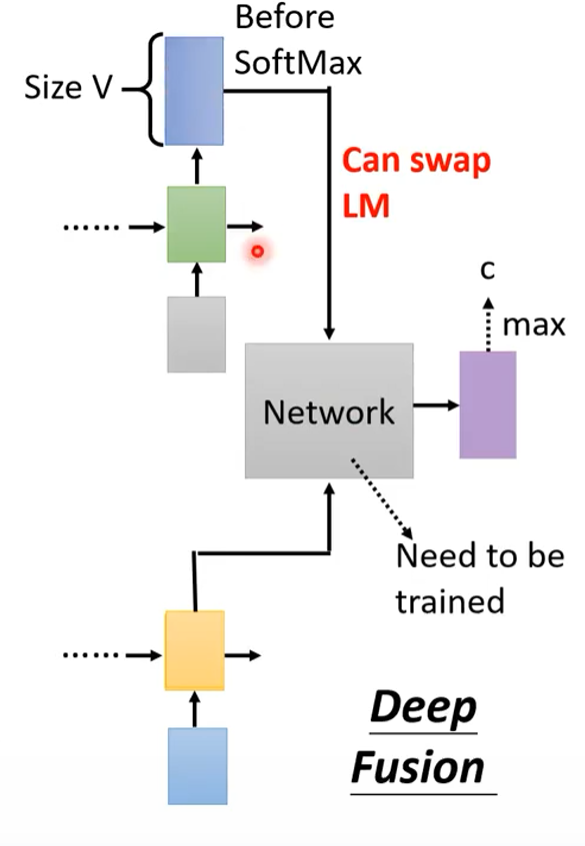 Before
SoftMax
Size V
Can swap
LM
......
c
max
Network
Need to be
trained
......
Deep
Fusion